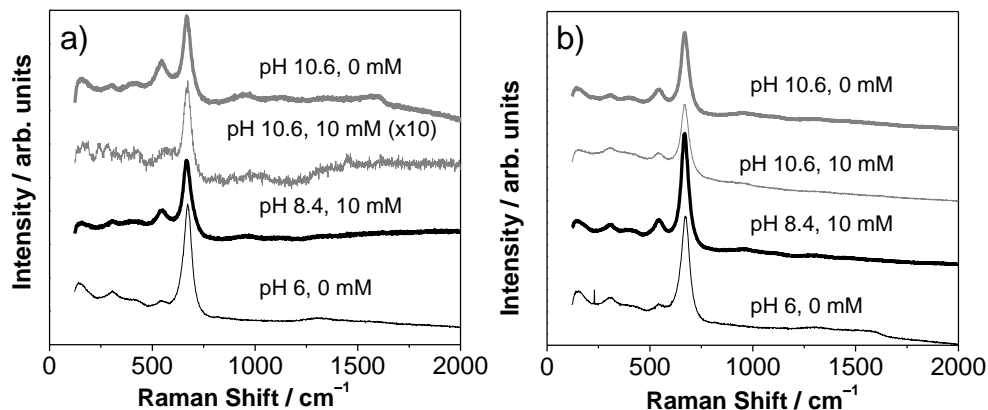 a)
pH 10.6, 0 mM
pH 10.6, 10 mM (x10)
pH 8.4, 10 mM
pH 6, 0 mM
Intensity / arb. units
0 500 1000 1500 2000
Raman Shift / cm⁻¹
b)
pH 10.6, 0 mM
pH 10.6, 10 mM
pH 8.4, 10 mM
pH 6, 0 mM
Intensity / arb. units
0 500 1000 1500 2000
Raman Shift / cm⁻¹